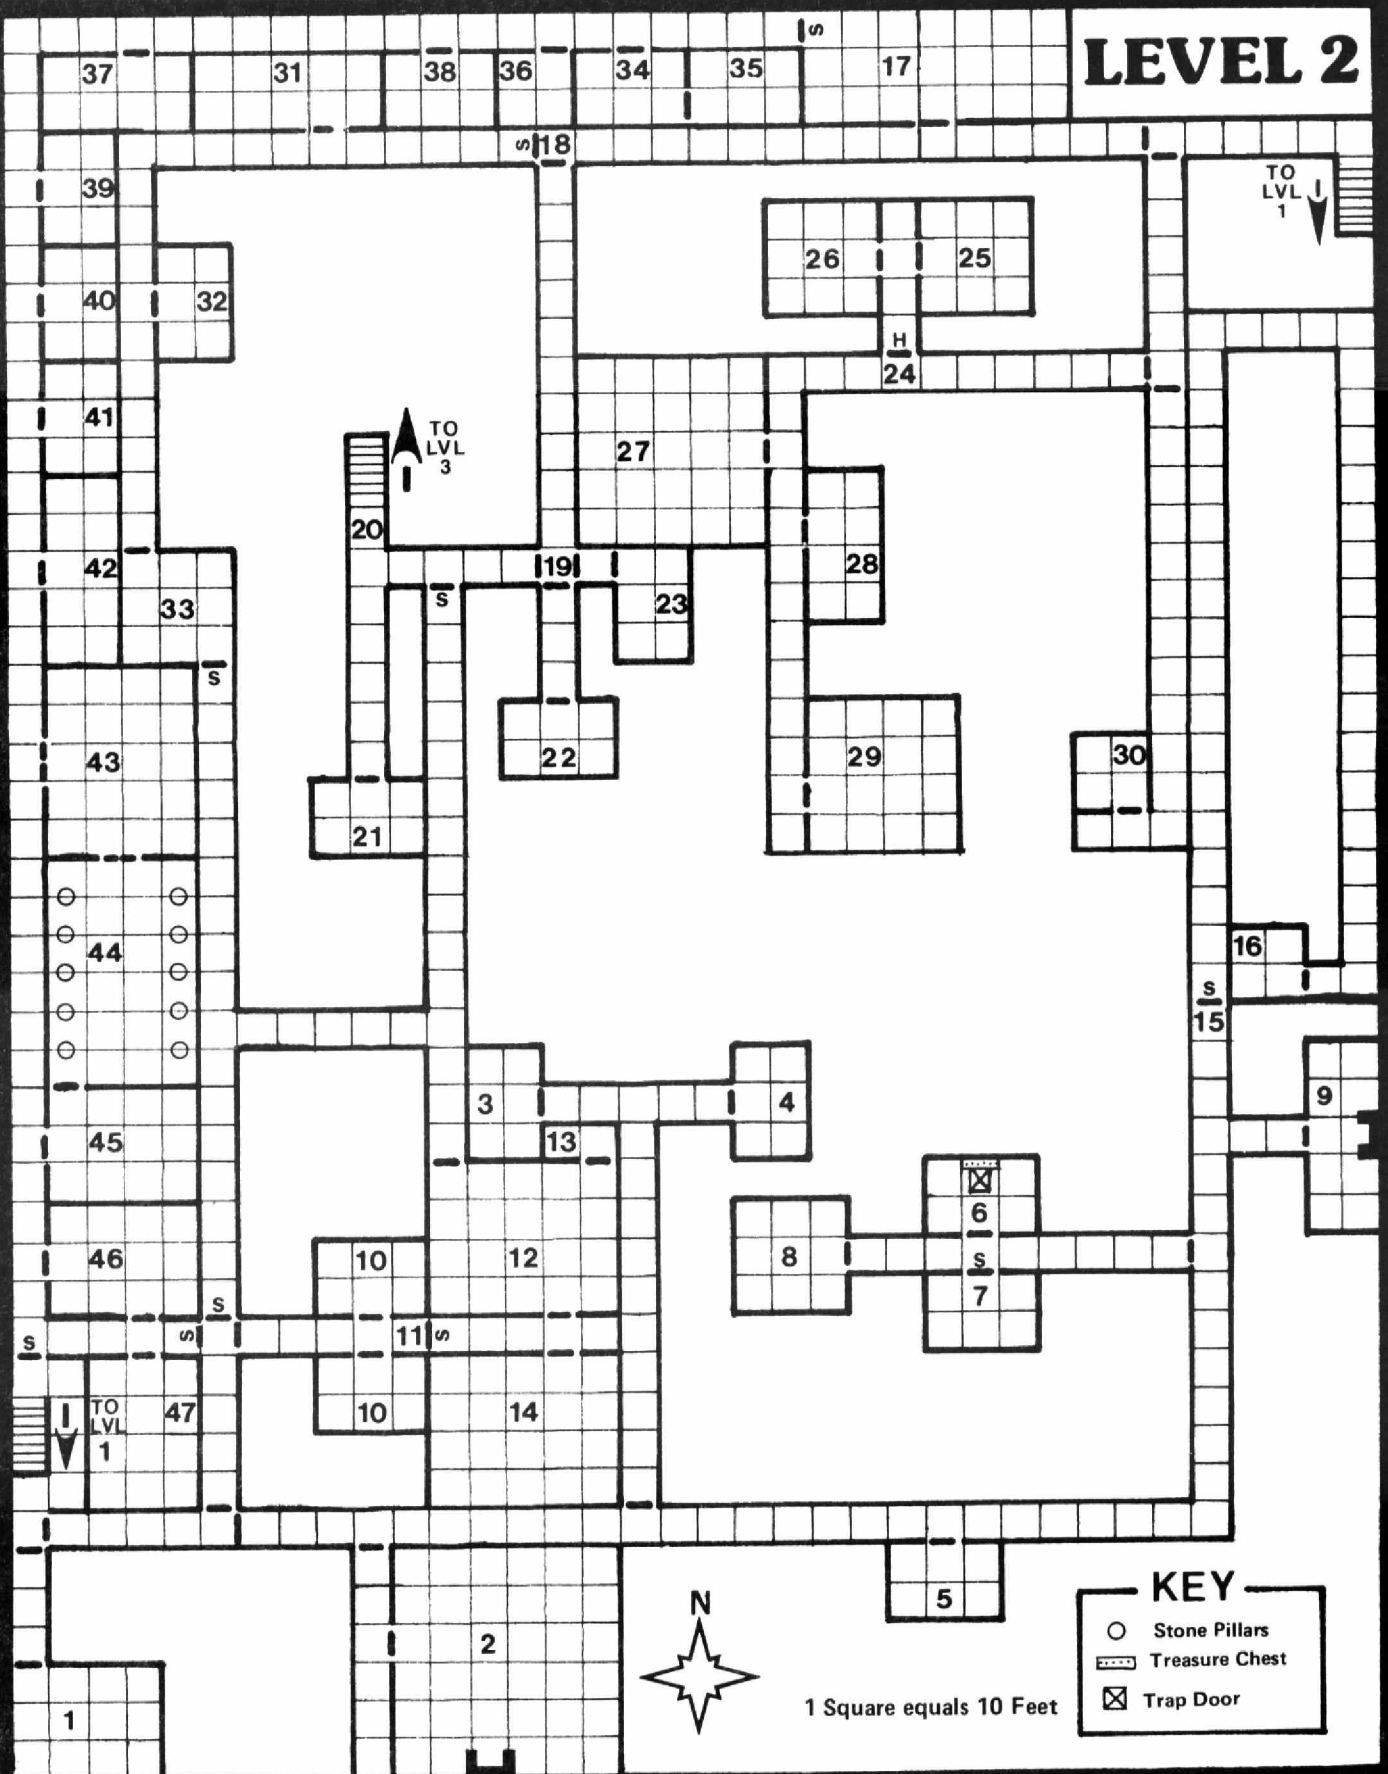 S
LEVEL 2
37
31
38
36
34
35
17
S
18
39
TO
LVL
1
26
25
40
32
H
24
41
TO
LVL
3
27
20
42
19
28
S
33
23
S
43
22
29
30
21
44
16
S
15
3
4
9
45
13
6
46
10
12
8
S
7
S
S
11
S
S
TO
LVL
1
47
10
14
N
KEY
5
Stone Pillars
2
Treasure Chest
Trap Door
1 Square equals 10 Feet
1